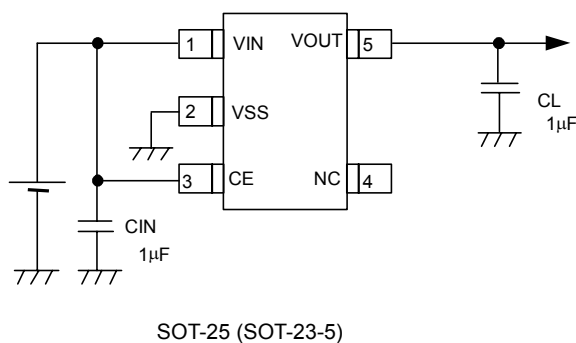 1 VIN VOUT 5
2 VSS
3 CE NC 4
CL
1μF
CIN
1μF
SOT-25 (SOT-23-5)